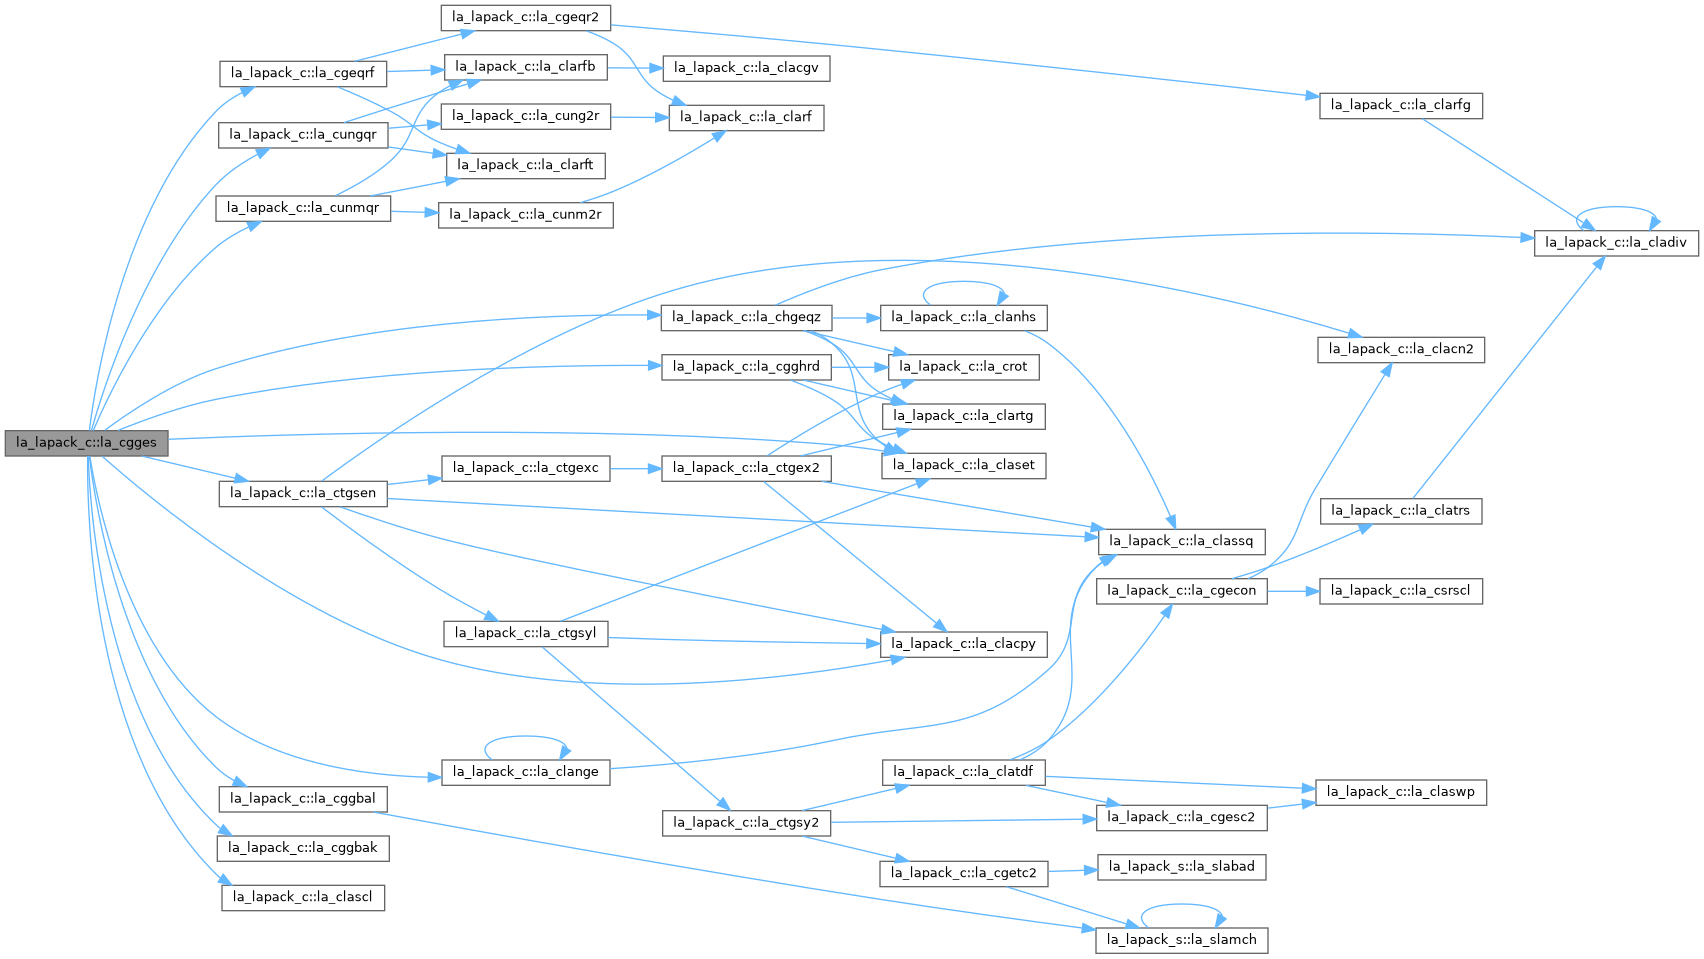 la_lapack_c::la_cgges
la_lapack_c::la_cgeqrf
la_lapack_c::la_cungqr
la_lapack_c::la_cunmqr
la_lapack_c::la_ctgsen
la_lapack_c::la_cggbal
la_lapack_c::la_cggbak
la_lapack_c::la_clascl
la_lapack_c::la_cgeqr2
la_lapack_c::la_clarfb
la_lapack_c::la_cung2r
la_lapack_c::la_clarft
la_lapack_c::la_cunm2r
la_lapack_c::la_ctgexc
la_lapack_c::la_ctgsyl
la_lapack_c::la_clange
la_lapack_c::la_clacgv
la_lapack_c::la_clarf
la_lapack_c::la_chgeqz
la_lapack_c::la_cgghrd
la_lapack_c::la_ctgex2
la_lapack_c::la_ctgsy2
la_lapack_c::la_clanhs
la_lapack_c::la_crot
la_lapack_c::la_clartg
la_lapack_c::la_claset
la_lapack_c::la_clacpy
la_lapack_c::la_clatdf
la_lapack_c::la_cgetc2
la_lapack_c::la_classq
la_lapack_c::la_cgecon
la_lapack_c::la_cgesc2
la_lapack_s::la_slabad
la_lapack_s::la_slamch
la_lapack_c::la_clarfg
la_lapack_c::la_clacn2
la_lapack_c::la_clatrs
la_lapack_c::la_csrscl
la_lapack_c::la_claswp
la_lapack_c::la_cladiv